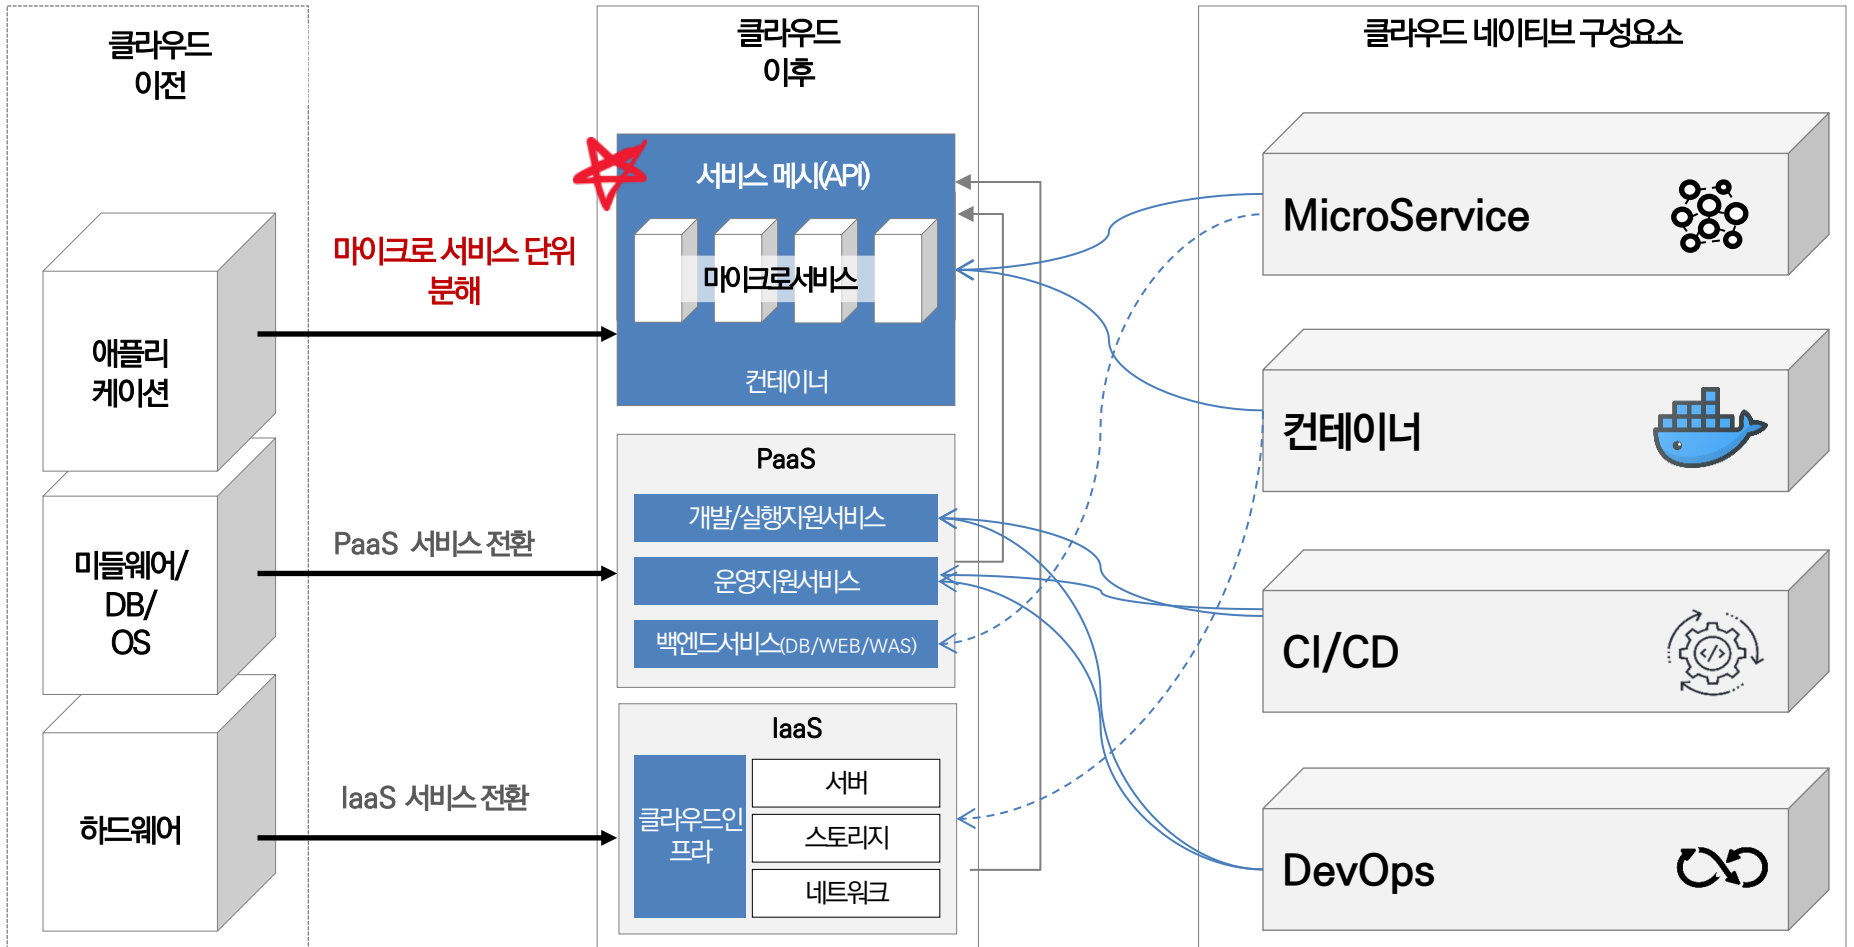 클라우드
이전
애플리
케이션
미들웨어/
DB/
OS
하드웨어
마이크로 서비스 단위
분해
PaaS 서비스 전환
IaaS 서비스 전환
클라우드
이후
서비스 메시(API)
마이크로서비스
컨테이너
PaaS
개발/실행지원서비스
운영지원서비스
백엔드서비스(DB/WEB/WAS)
IaaS
클라우드인
프라
서버
스토리지
네트워크
클라우드 네이티브 구성요소
MicroService
컨테이너
CI/CD
</>
DevOps